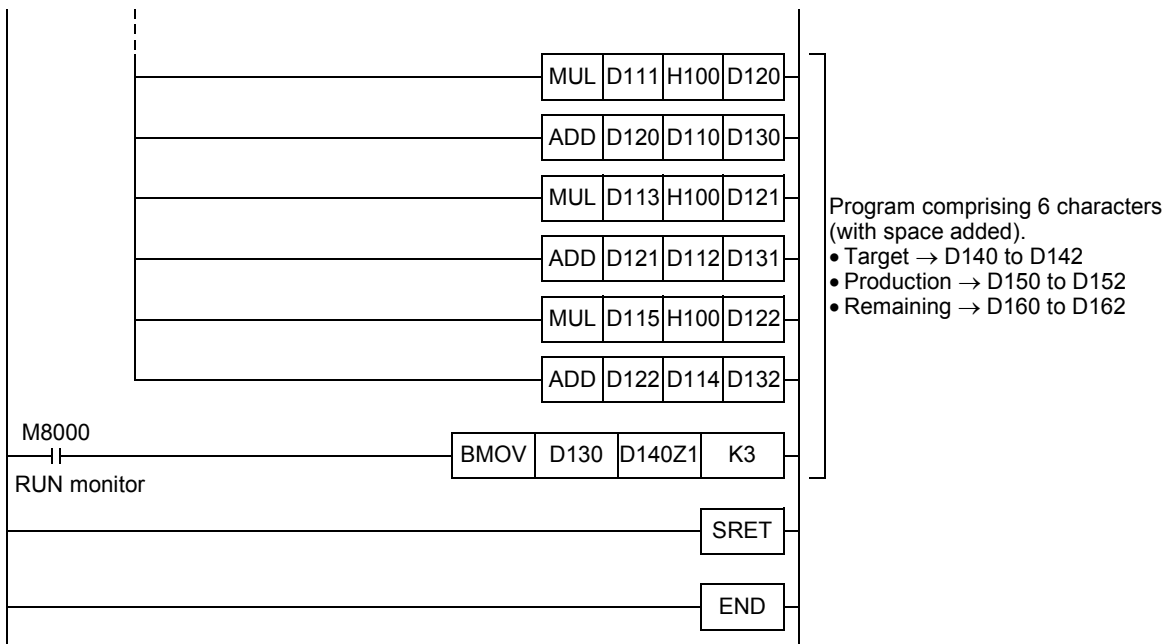 MUL D111 H100 D120
ADD D120 D110 D130
MUL D113 H100 D121
ADD D121 D112 D131
MUL D115 H100 D122
ADD D122 D114 D132
Program comprising 6 characters
(with space added).
• Target → D140 to D142
• Production → D150 to D152
• Remaining → D160 to D162
M8000
BMOV D130 D140Z1 K3
RUN monitor
SRET
END